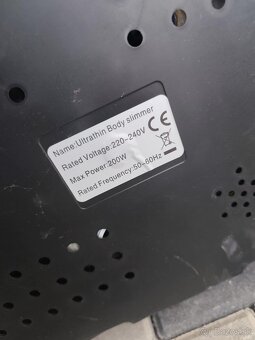 Name:Ultrathin Body slimmer
Rated Voltage:220-240V
Max Power:200W
Rated Frequency:50-60Hz
CE